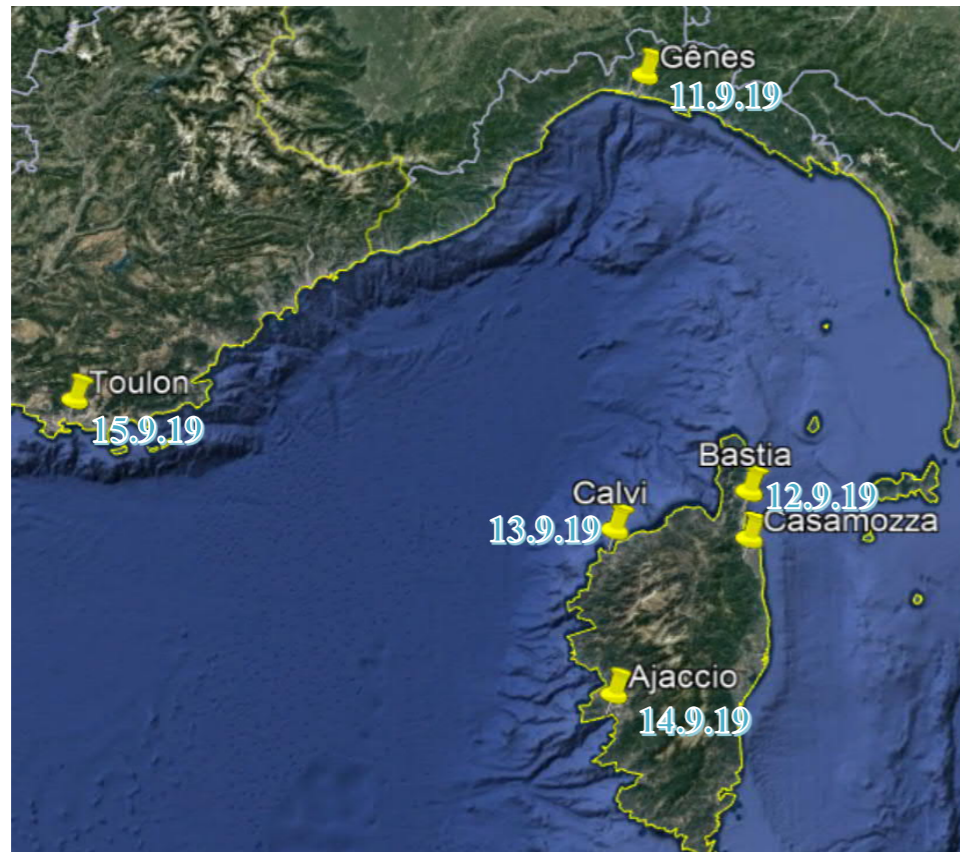 Gênes
11.9.19
Toulon
15.9.19
Bastia
12.9.19
Calvi
13.9.19
Casamozza
Ajaccio
14.9.19